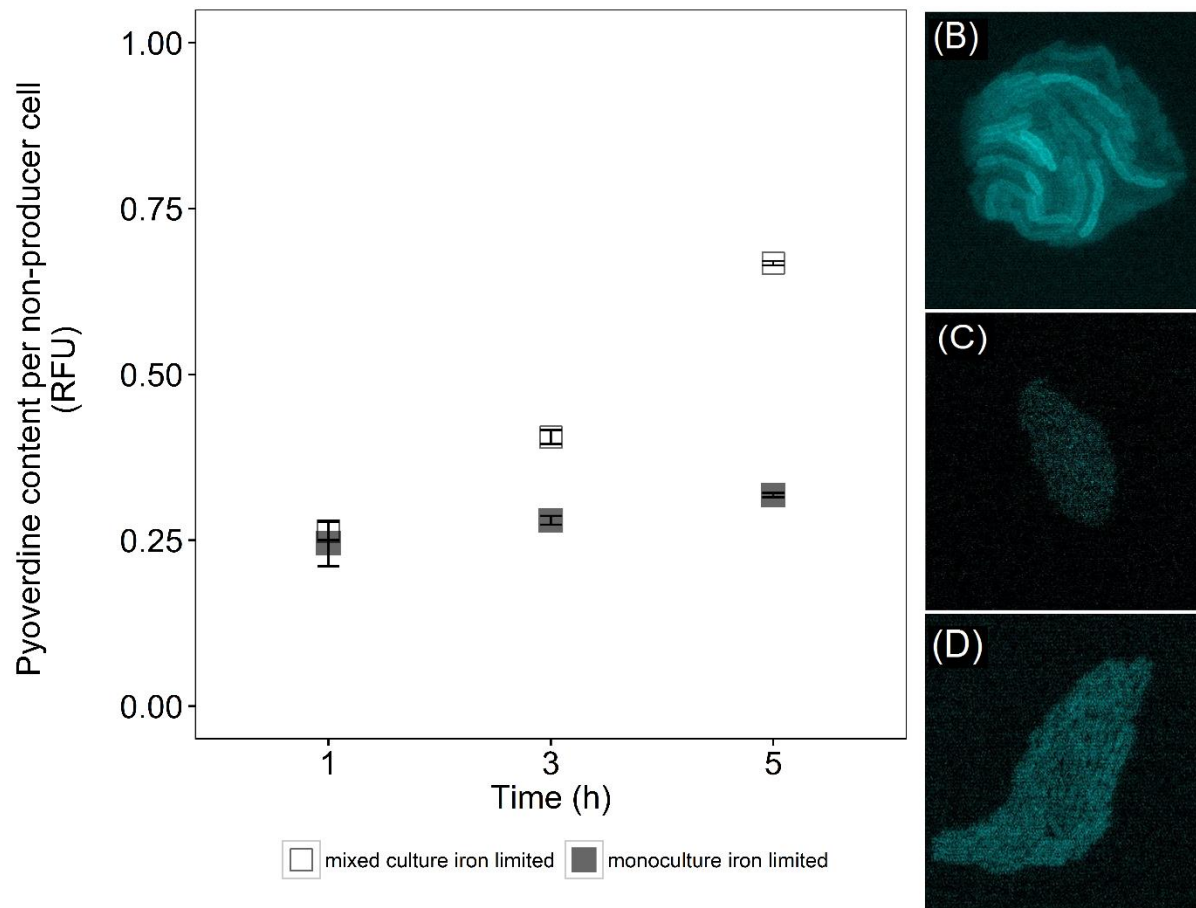 Pyoverdine content per non-producer cell
(RFU)
1.00
0.75
0.50
0.25
0.00
1 3 5
Time (h)
mixed culture iron limited monoculture iron limited
(B)
(C)
(D)